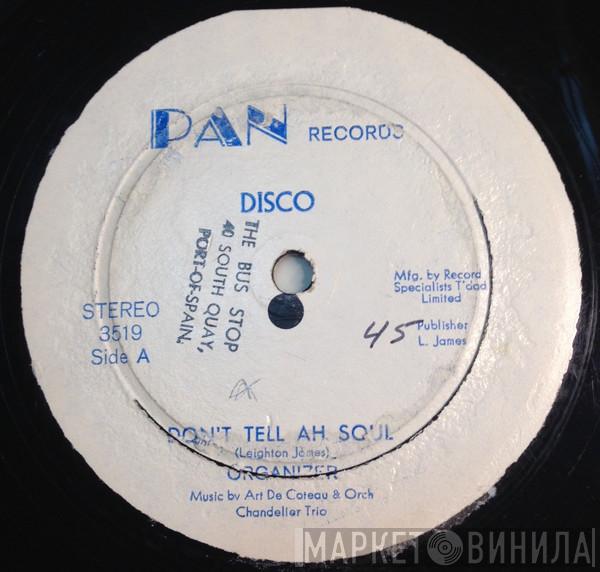 PAN RECORDS
DISCO
THE BUS STOP
40 SOUTH QUAY,
PORT-OF-SPAIN.
STEREO
3519
Side A
Mfg. by Record
Specialists T'dad
Limited
45
Publisher
L. James
DON'T TELL AH SOUL
(Leighton James)
ORGANIZER
Music by Art De Coteau & Orch
Chandelier Trio
МАРКЕТ ВИНИЛА